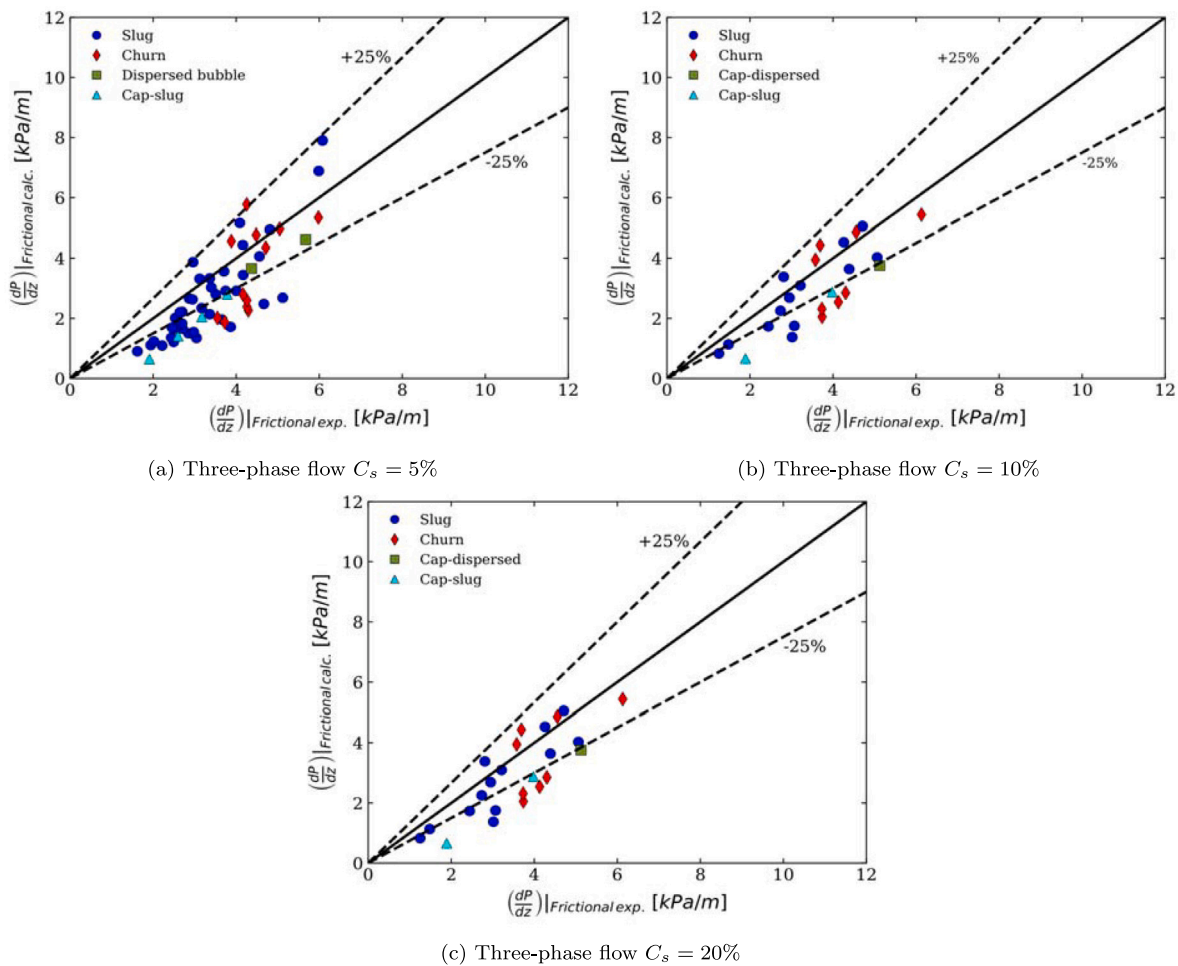 12
10
8
6
4
2
0
0 2 4 6 8 10 12
Slug
Churn
Dispersed bubble
Cap-slug
+25%
-25%
(dP/dz)|Frictional calc. [kPa/m]
(dP/dz)|Frictional exp. [kPa/m]
(a) Three-phase flow C_s = 5%
12
10
8
6
4
2
0
0 2 4 6 8 10 12
Slug
Churn
Cap-dispersed
Cap-slug
+25%
-25%
(dP/dz)|Frictional calc. [kPa/m]
(dP/dz)|Frictional exp. [kPa/m]
(b) Three-phase flow C_s = 10%
12
10
8
6
4
2
0
0 2 4 6 8 10 12
Slug
Churn
Cap-dispersed
Cap-slug
+25%
-25%
(dP/dz)|Frictional calc. [kPa/m]
(dP/dz)|Frictional exp. [kPa/m]
(c) Three-phase flow C_s = 20%